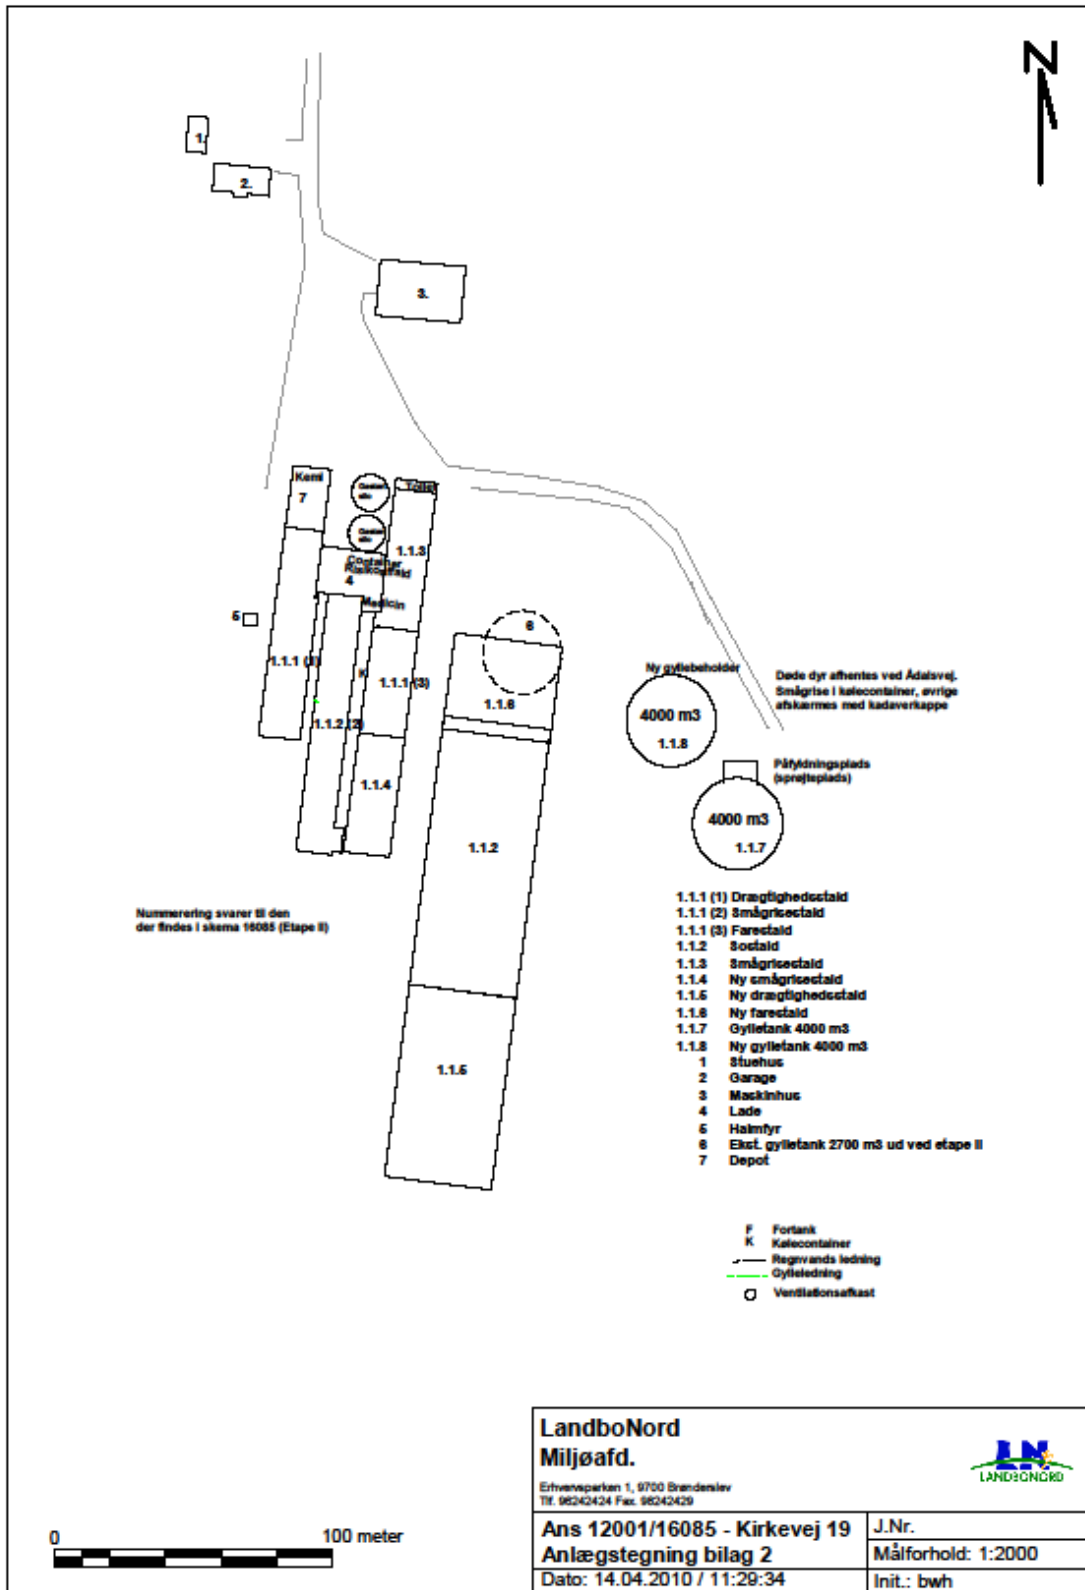 N
1.
2.
3.
Kemi
7
Toilet
1.1.3
Container
4
Medicin
5
6
1.1.1 (1)
K
1.1.1 (3)
1.1.2 (2)
1.1.6
1.1.4
Ny gyllebeholder
4000 m3
1.1.8
Døde dyr afhentes ved Ådalsvej.
Smågrise i kølecontainer, øvrige
afskærmes med kadaverkappe
Påfyldningsplads
(sprøjteplads)
4000 m3
1.1.7
1.1.2
1.1.5
Nummerering svarer til den
der findes i skema 16085 (Etape II)
1.1.1 (1) Drægtighedsstald
1.1.1 (2) Smågrisestald
1.1.1 (3) Farestald
1.1.2 Sostald
1.1.3 Smågrisestald
1.1.4 Ny smågrisestald
1.1.5 Ny drægtighedsstald
1.1.6 Ny farestald
1.1.7 Gylletank 4000 m3
1.1.8 Ny gylletank 4000 m3
1 Stuehus
2 Garage
3 Maskinhus
4 Lade
5 Halmfyr
6 Ekst. gylletank 2700 m3 ud ved etape II
7 Depot
F Fortank
K Kølecontainer
Regnvands ledning
Gylleledning
Ventilationsafkast
0 100 meter
LandboNord
Miljøafd.
Erhvervsparken 1, 9700 Brønderslev
Tlf. 96242424 Fax. 96242429
LN
LANDBONORD
Ans 12001/16085 - Kirkevej 19
Anlægstegning bilag 2
Dato: 14.04.2010 / 11:29:34
J.Nr.
Målforhold: 1:2000
Init.: bwh